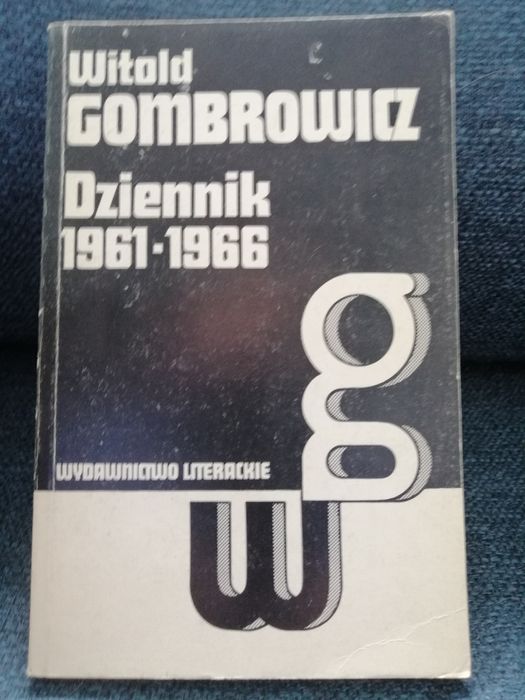 Witold
GOMBROWICZ
Dziennik
1961-1966
g
WYDAWNICTWO LITERACKIE
w